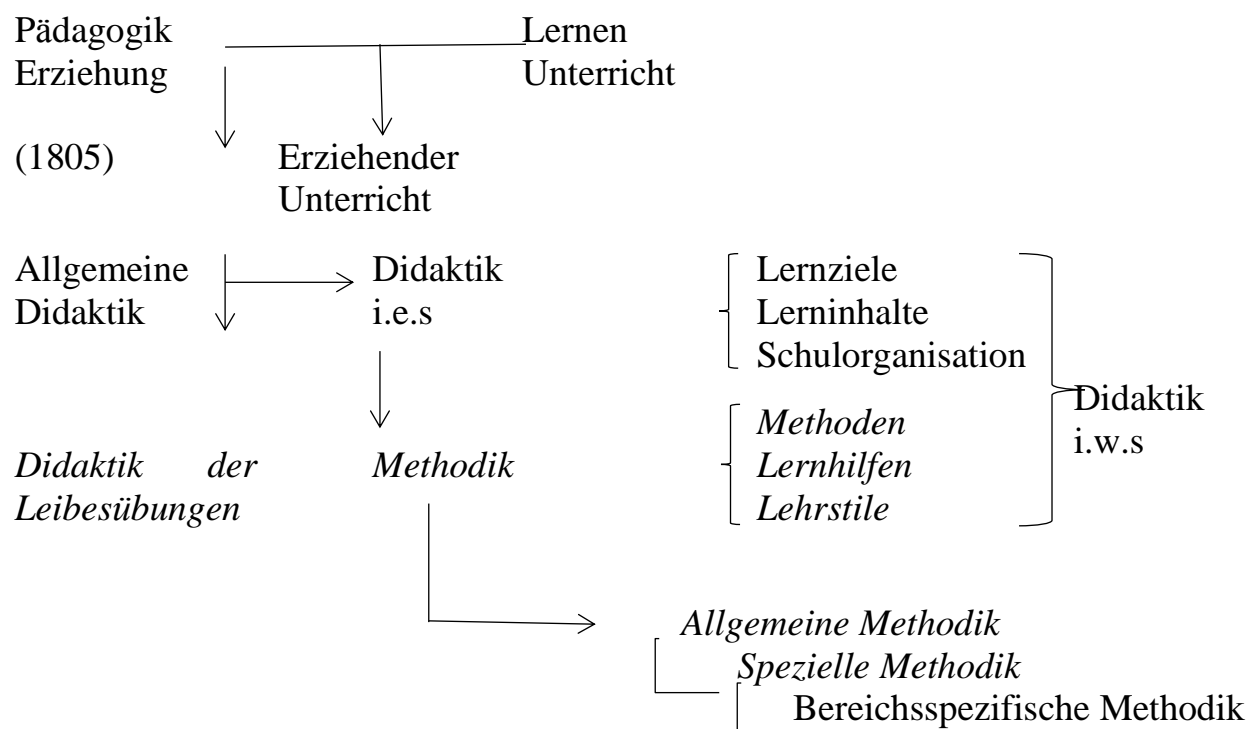 Pädagogik
Erziehung
Lernen
Unterricht
(1805)
Erziehender
Unterricht
Allgemeine
Didaktik
Didaktik
i.e.s
Lernziele
Lerninhalte
Schulorganisation
Didaktik
i.w.s
Didaktik der
Leibesübungen
Methodik
Methoden
Lernhilfen
Lehrstile
Allgemeine Methodik
Spezielle Methodik
Bereichsspezifische Methodik